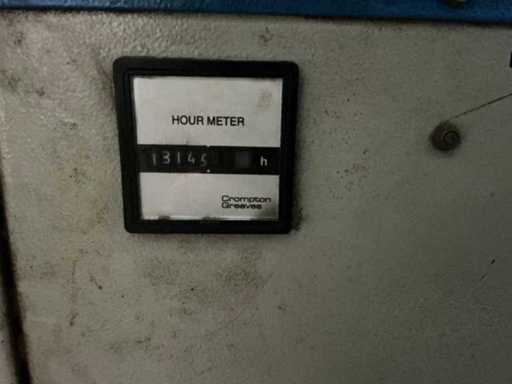 HOUR METER
13145 h
Crompton
Greaves